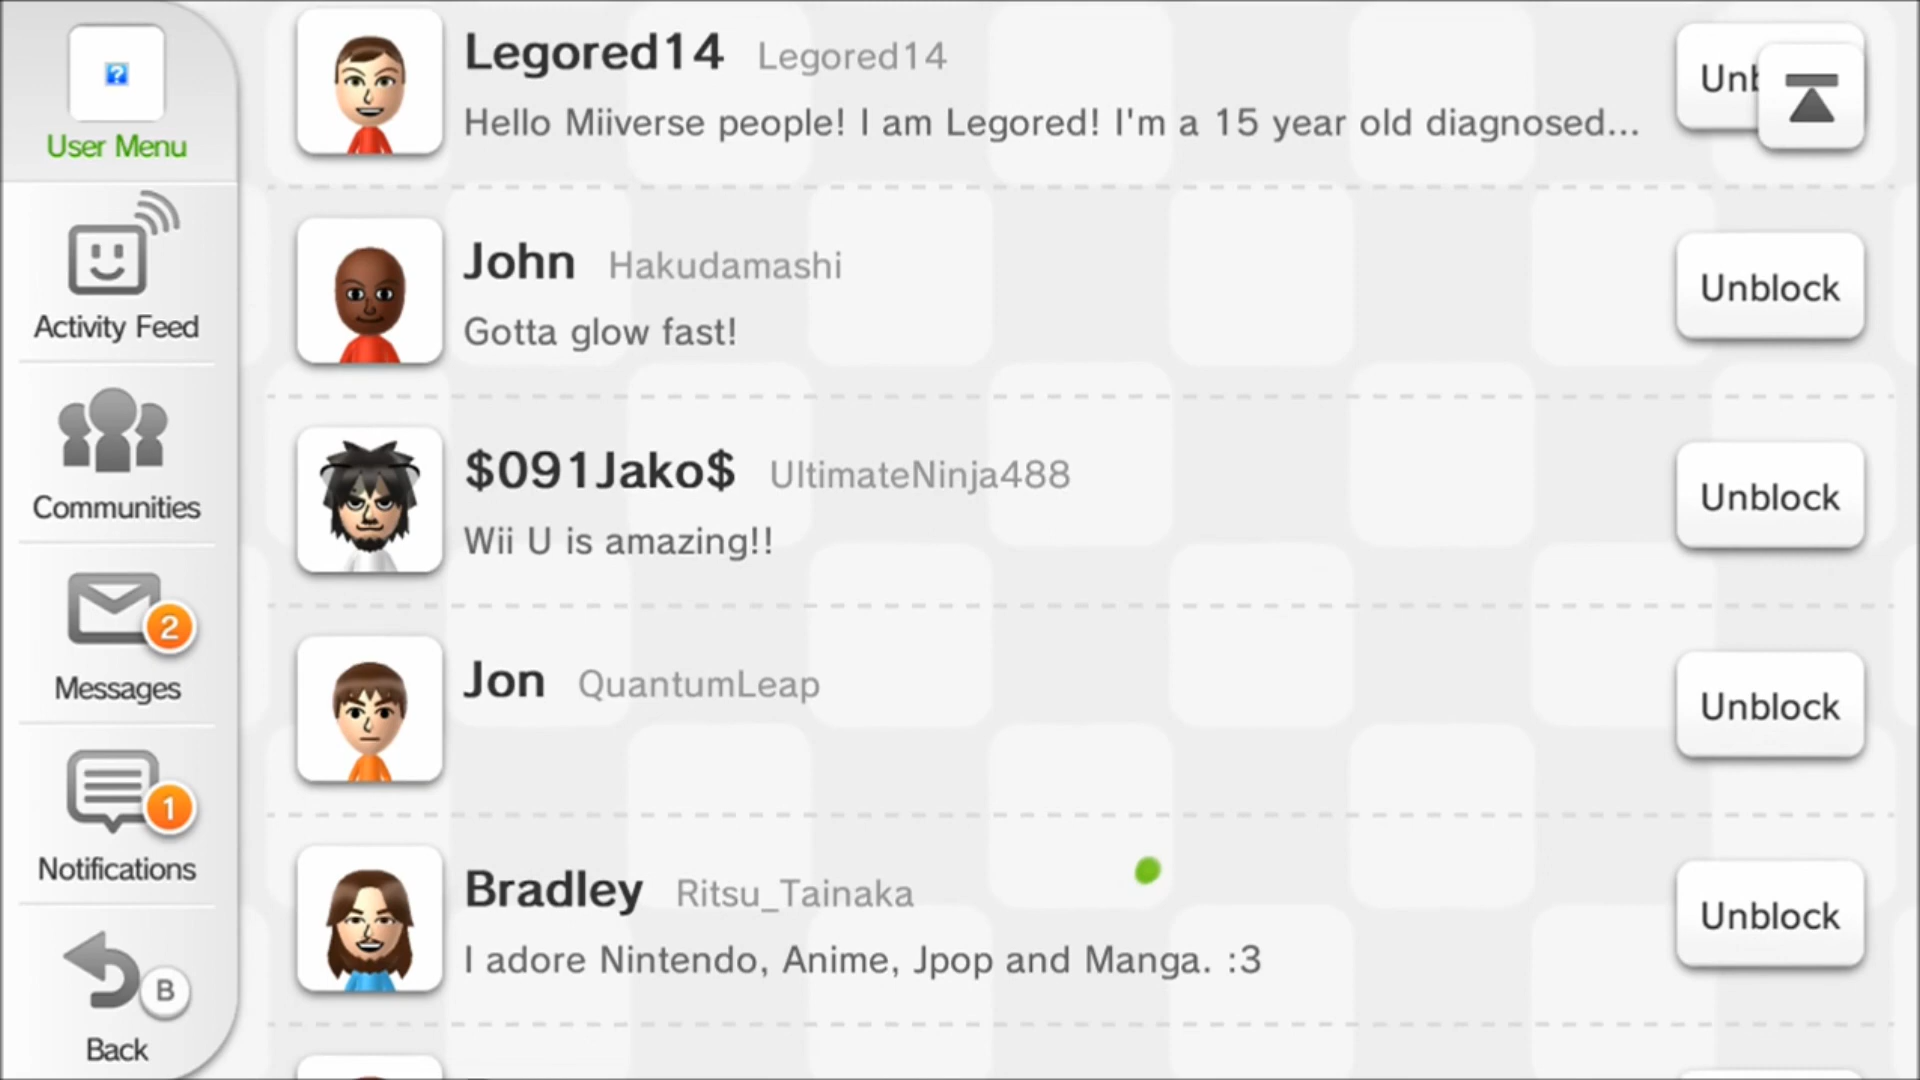 User Menu
Activity Feed
Communities
2
Messages
1
Notifications
B
Back
Legored14 Legored14
Hello Miiverse people! I am Legored! I'm a 15 year old diagnosed...
John Hakudamashi
Gotta glow fast!
Unblock
$091Jako$ UltimateNinja488
Wii U is amazing!!
Unblock
Jon QuantumLeap
Unblock
Bradley Ritsu_Tainaka
I adore Nintendo, Anime, Jpop and Manga. :3
Unblock